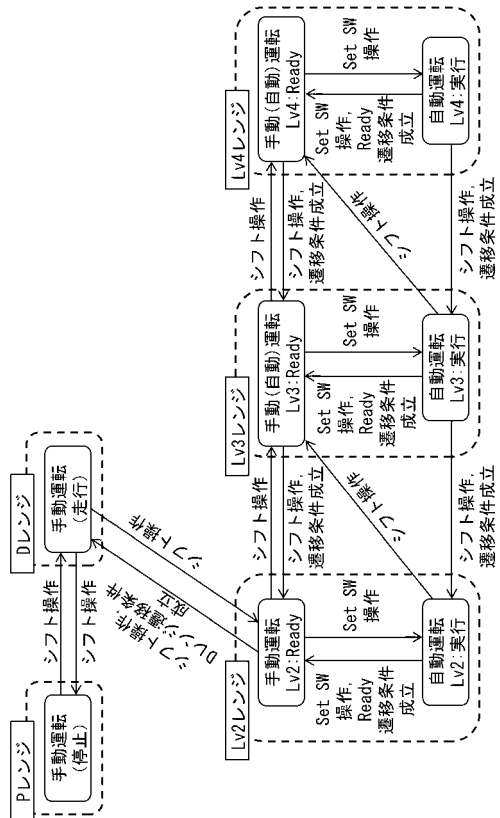 Pレンジ
手動運転
(停止)
シフト操作
シフト操作
Dレンジ
手動運転
(走行)
シフト操作
Dレンジ遷移条件
成立
シフト操作
Lv2レンジ
手動運転
Lv2:Ready
Set SW
操作,
Ready
遷移条件
成立
Set SW
操作
自動運転
Lv2:実行
シフト操作
シフト操作,
遷移条件成立
シフト操作
シフト操作,
遷移条件成立
Lv3レンジ
手動(自動)運転
Lv3:Ready
Set SW
操作,
Ready
遷移条件
成立
Set SW
操作
自動運転
Lv3:実行
シフト操作
シフト操作,
遷移条件成立
シフト操作
シフト操作,
遷移条件成立
Lv4レンジ
手動(自動)運転
Lv4:Ready
Set SW
操作,
Ready
遷移条件
成立
Set SW
操作
自動運転
Lv4:実行